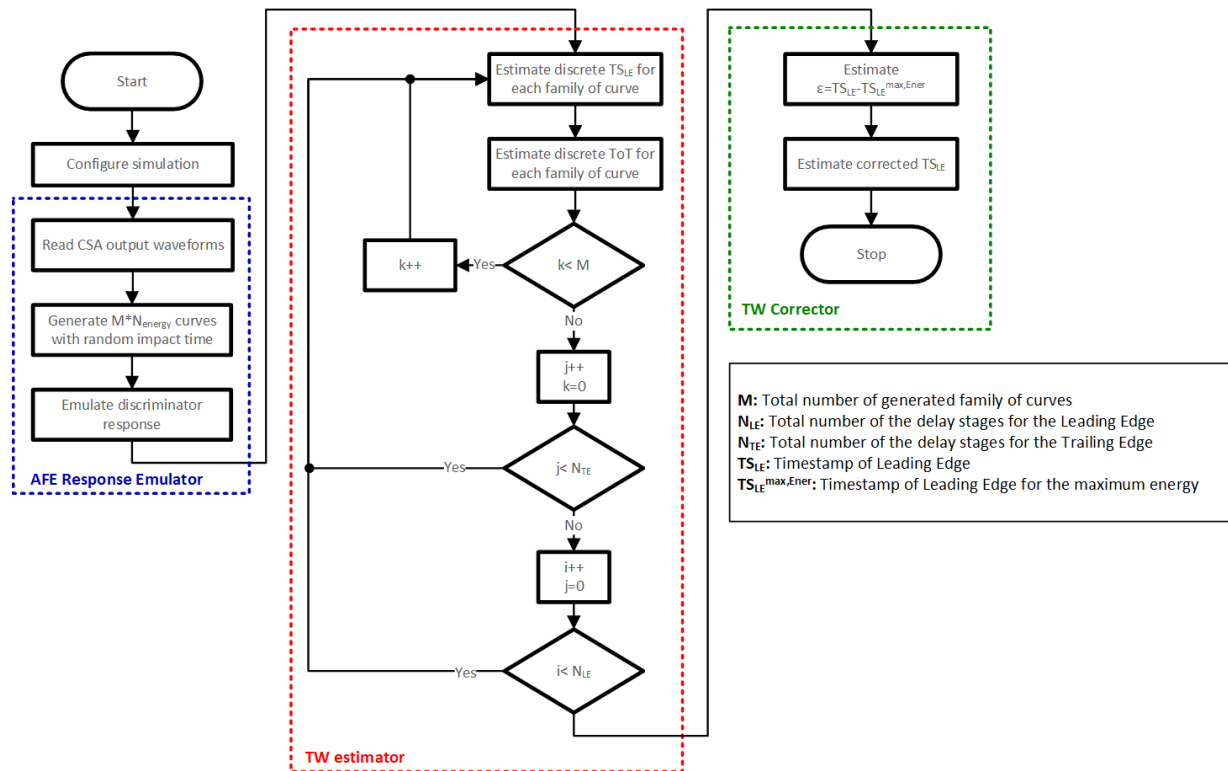 Start
Configure simulation
Read CSA output waveforms
Generate M*Nenergy curves
with random impact time
Emulate discriminator
response
AFE Response Emulator
Estimate discrete TSLE for
each family of curve
Estimate discrete ToT for
each family of curve
k< M
Yes
k++
No
j++
k=0
j< NTE
Yes
No
i++
j=0
i< NLE
Yes
TW estimator
Estimate
ε=TSLE-TSLEmax,Ener
Estimate corrected TSLE
Stop
TW Corrector
M: Total number of generated family of curves
NLE: Total number of the delay stages for the Leading Edge
NTE: Total number of the delay stages for the Trailing Edge
TSLE: Timestamp of Leading Edge
TSLEmax,Ener: Timestamp of Leading Edge for the maximum energy